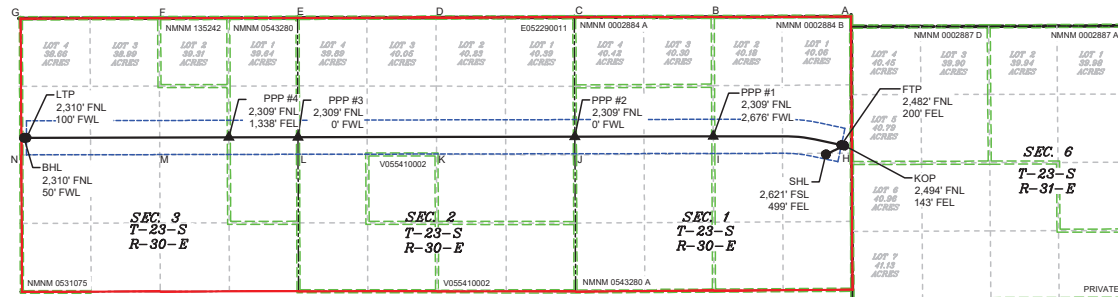 G
F
E
D
C
B
A
NMNM 135242
NMNM 0543280
E052290011
NMNM 0002884 A
NMNM 0002884 B
NMNM 0002887 D
NMNM 0002887 A
LOT 4
39.65
ACRES
LOT 3
39.99
ACRES
LOT 2
39.31
ACRES
LOT 1
39.64
ACRES
LOT 4
39.89
ACRES
LOT 3
40.05
ACRES
LOT 2
40.23
ACRES
LOT 1
40.39
ACRES
LOT 4
40.42
ACRES
LOT 3
40.30
ACRES
LOT 2
40.18
ACRES
LOT 1
40.06
ACRES
LOT 4
40.45
ACRES
LOT 3
39.90
ACRES
LOT 2
39.94
ACRES
LOT 1
39.98
ACRES
LTP
2,310' FNL
100' FWL
PPP #4
2,309' FNL
1,338' FEL
PPP #3
2,309' FNL
0' FWL
PPP #2
2,309' FNL
0' FWL
PPP #1
2,309' FNL
2,676' FWL
FTP
2,482' FNL
200' FEL
LOT 5
40.79
ACRES
N
M
L
K
J
I
H
BHL
2,310' FNL
50' FWL
V055410002
SHL
2,621' FSL
499' FEL
KOP
2,494' FNL
143' FEL
LOT 6
40.96
ACRES
SEC. 6
T-23-S
R-31-E
SEC. 3
T-23-S
R-30-E
SEC. 2
T-23-S
R-30-E
SEC. 1
T-23-S
R-30-E
LOT 7
41.13
ACRES
NMNM 0531075
V055410002
NMNM 0543280 A
PRIVATE